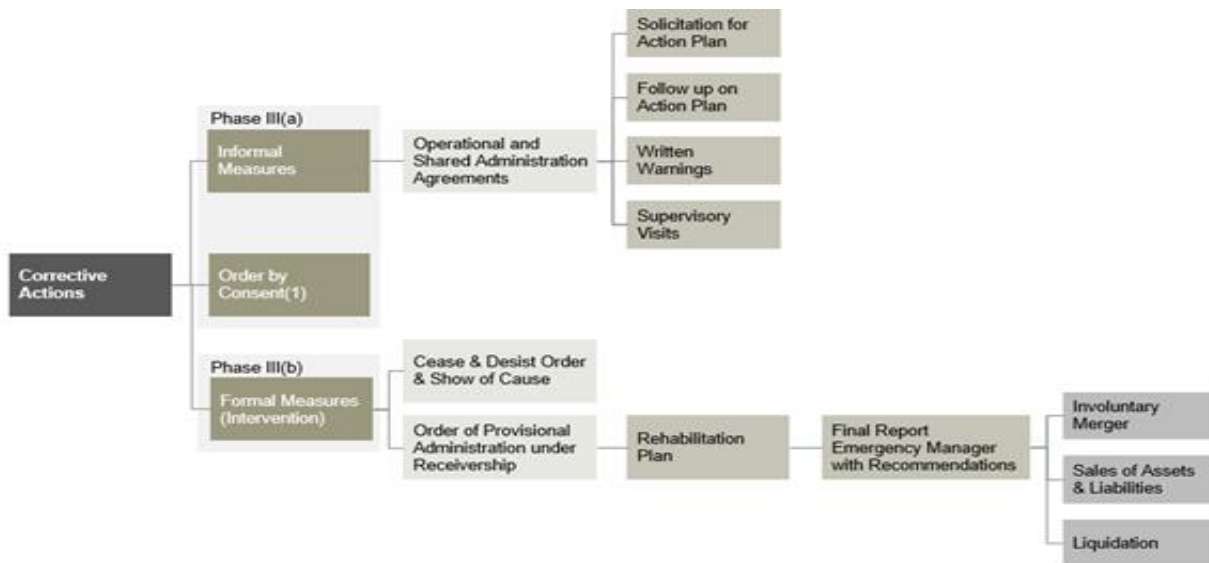 Corrective
Actions
Phase III(a)
Informal
Measures
Operational and
Shared Administration
Agreements
Solicitation for
Action Plan
Follow up on
Action Plan
Written
Warnings
Supervisory
Visits
Order by
Consent(1)
Phase III(b)
Formal Measures
(Intervention)
Cease & Desist Order
& Show of Cause
Order of Provisional
Administration under
Receivership
Rehabilitation
Plan
Final Report
Emergency Manager
with Recommendations
Involuntary
Merger
Sales of Assets
& Liabilities
Liquidation